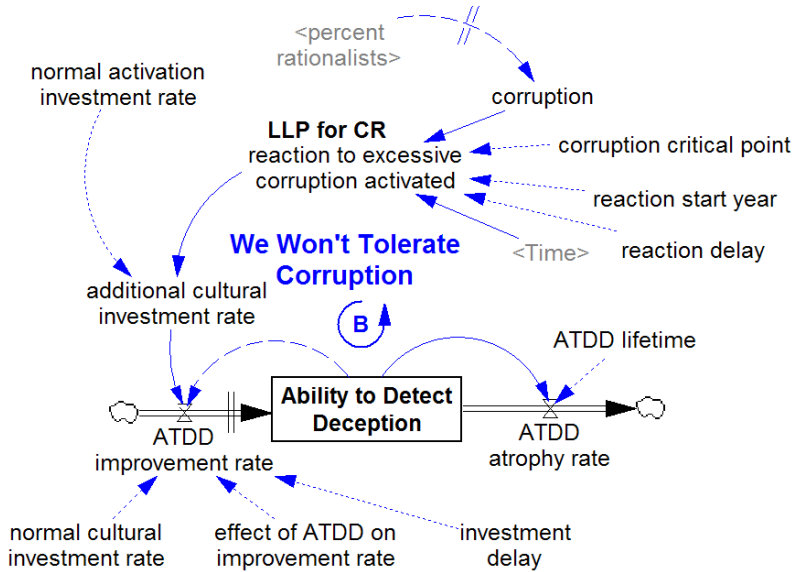 <percent
rationalists>
normal activation
investment rate
corruption
LLP for CR
reaction to excessive
corruption activated
corruption critical point
reaction start year
reaction delay
<Time>
We Won't Tolerate
Corruption
B
additional cultural
investment rate
ATDD lifetime
Ability to Detect
Deception
ATDD
improvement rate
ATDD
atrophy rate
normal cultural
investment rate
effect of ATDD on
improvement rate
investment
delay